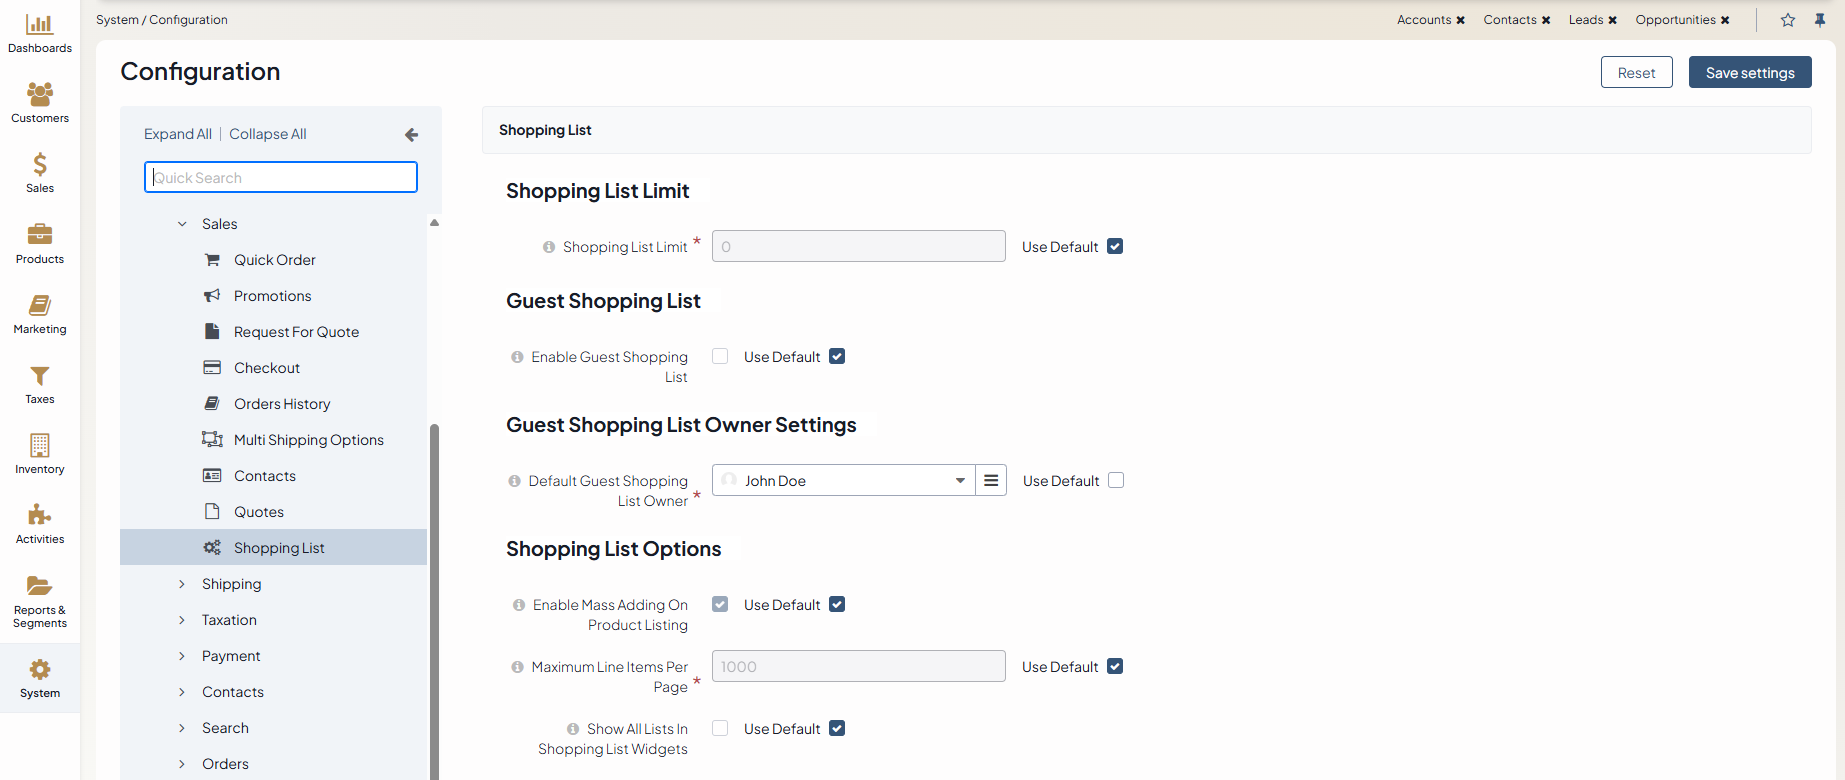 System / Configuration
Accounts
Contacts
Leads
Opportunities
Dashboards
Customers
Sales
Products
Marketing
Taxes
Inventory
Activities
Reports &
Segments
System
Configuration
Reset
Save settings
Expand All
Collapse All
Quick Search
Sales
Quick Order
Promotions
Request For Quote
Checkout
Orders History
Multi Shipping Options
Contacts
Quotes
Shopping List
Shipping
Taxation
Payment
Contacts
Search
Orders
Shopping List
Shopping List Limit
Shopping List Limit *
0
Use Default
Guest Shopping List
Enable Guest Shopping
List
Use Default
Guest Shopping List Owner Settings
Default Guest Shopping
List Owner *
John Doe
Use Default
Shopping List Options
Enable Mass Adding On
Product Listing
Use Default
Maximum Line Items Per
Page *
1000
Use Default
Show All Lists In
Shopping List Widgets
Use Default